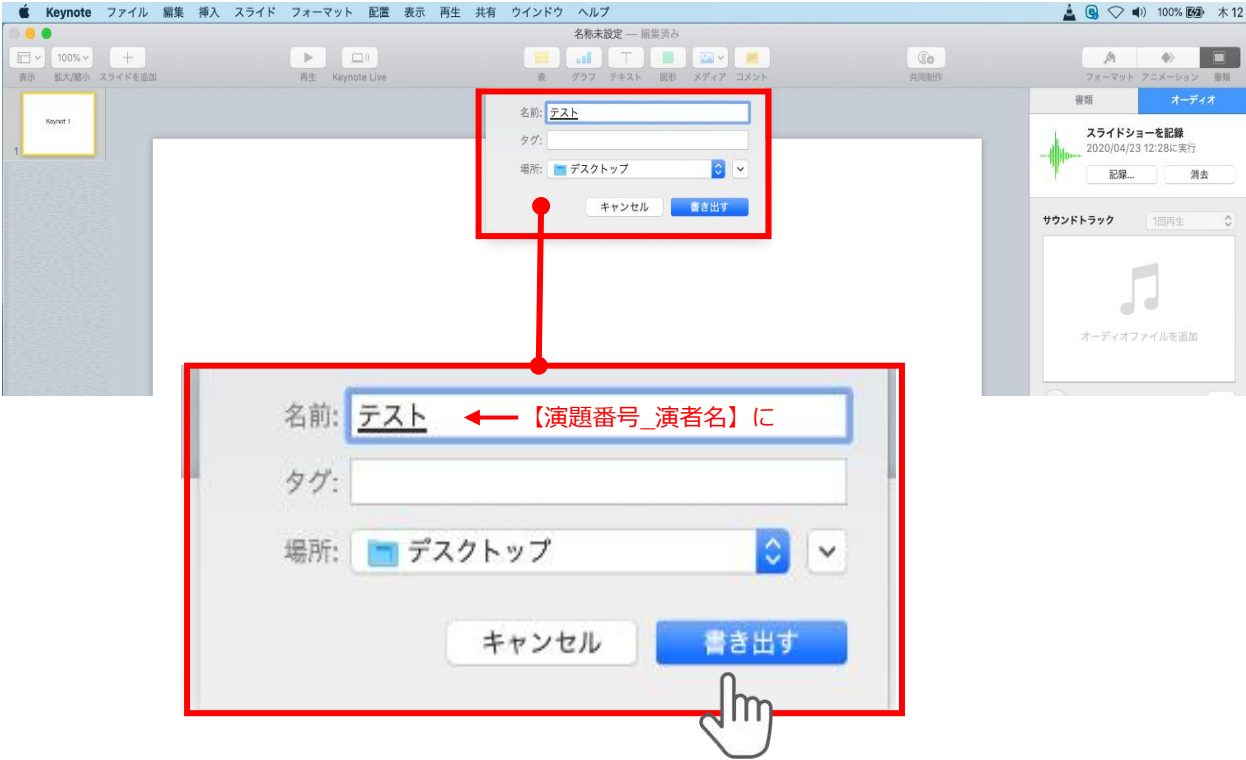 Keynote ファイル 編集 挿入 スライド フォーマット 配置 表示 再生 共有 ウインドウ ヘルプ 100% 木 12
名称未設定 — 編集済み
100%
表示 拡大/縮小 スライドを追加 再生 Keynote Live 表 グラフ テキスト 図形 メディア コメント 共同制作 フォーマット アニメーション 書類
書類 オーディオ
Keynot 1
1
名前: テスト
タグ:
場所: デスクトップ
キャンセル 書き出す
スライドショーを記録
2020/04/23 12:28に実行
記録... 消去
サウンドトラック 1回再生
オーディオファイルを追加
名前: テスト 【演題番号_演者名】に
タグ:
場所: デスクトップ
キャンセル 書き出す